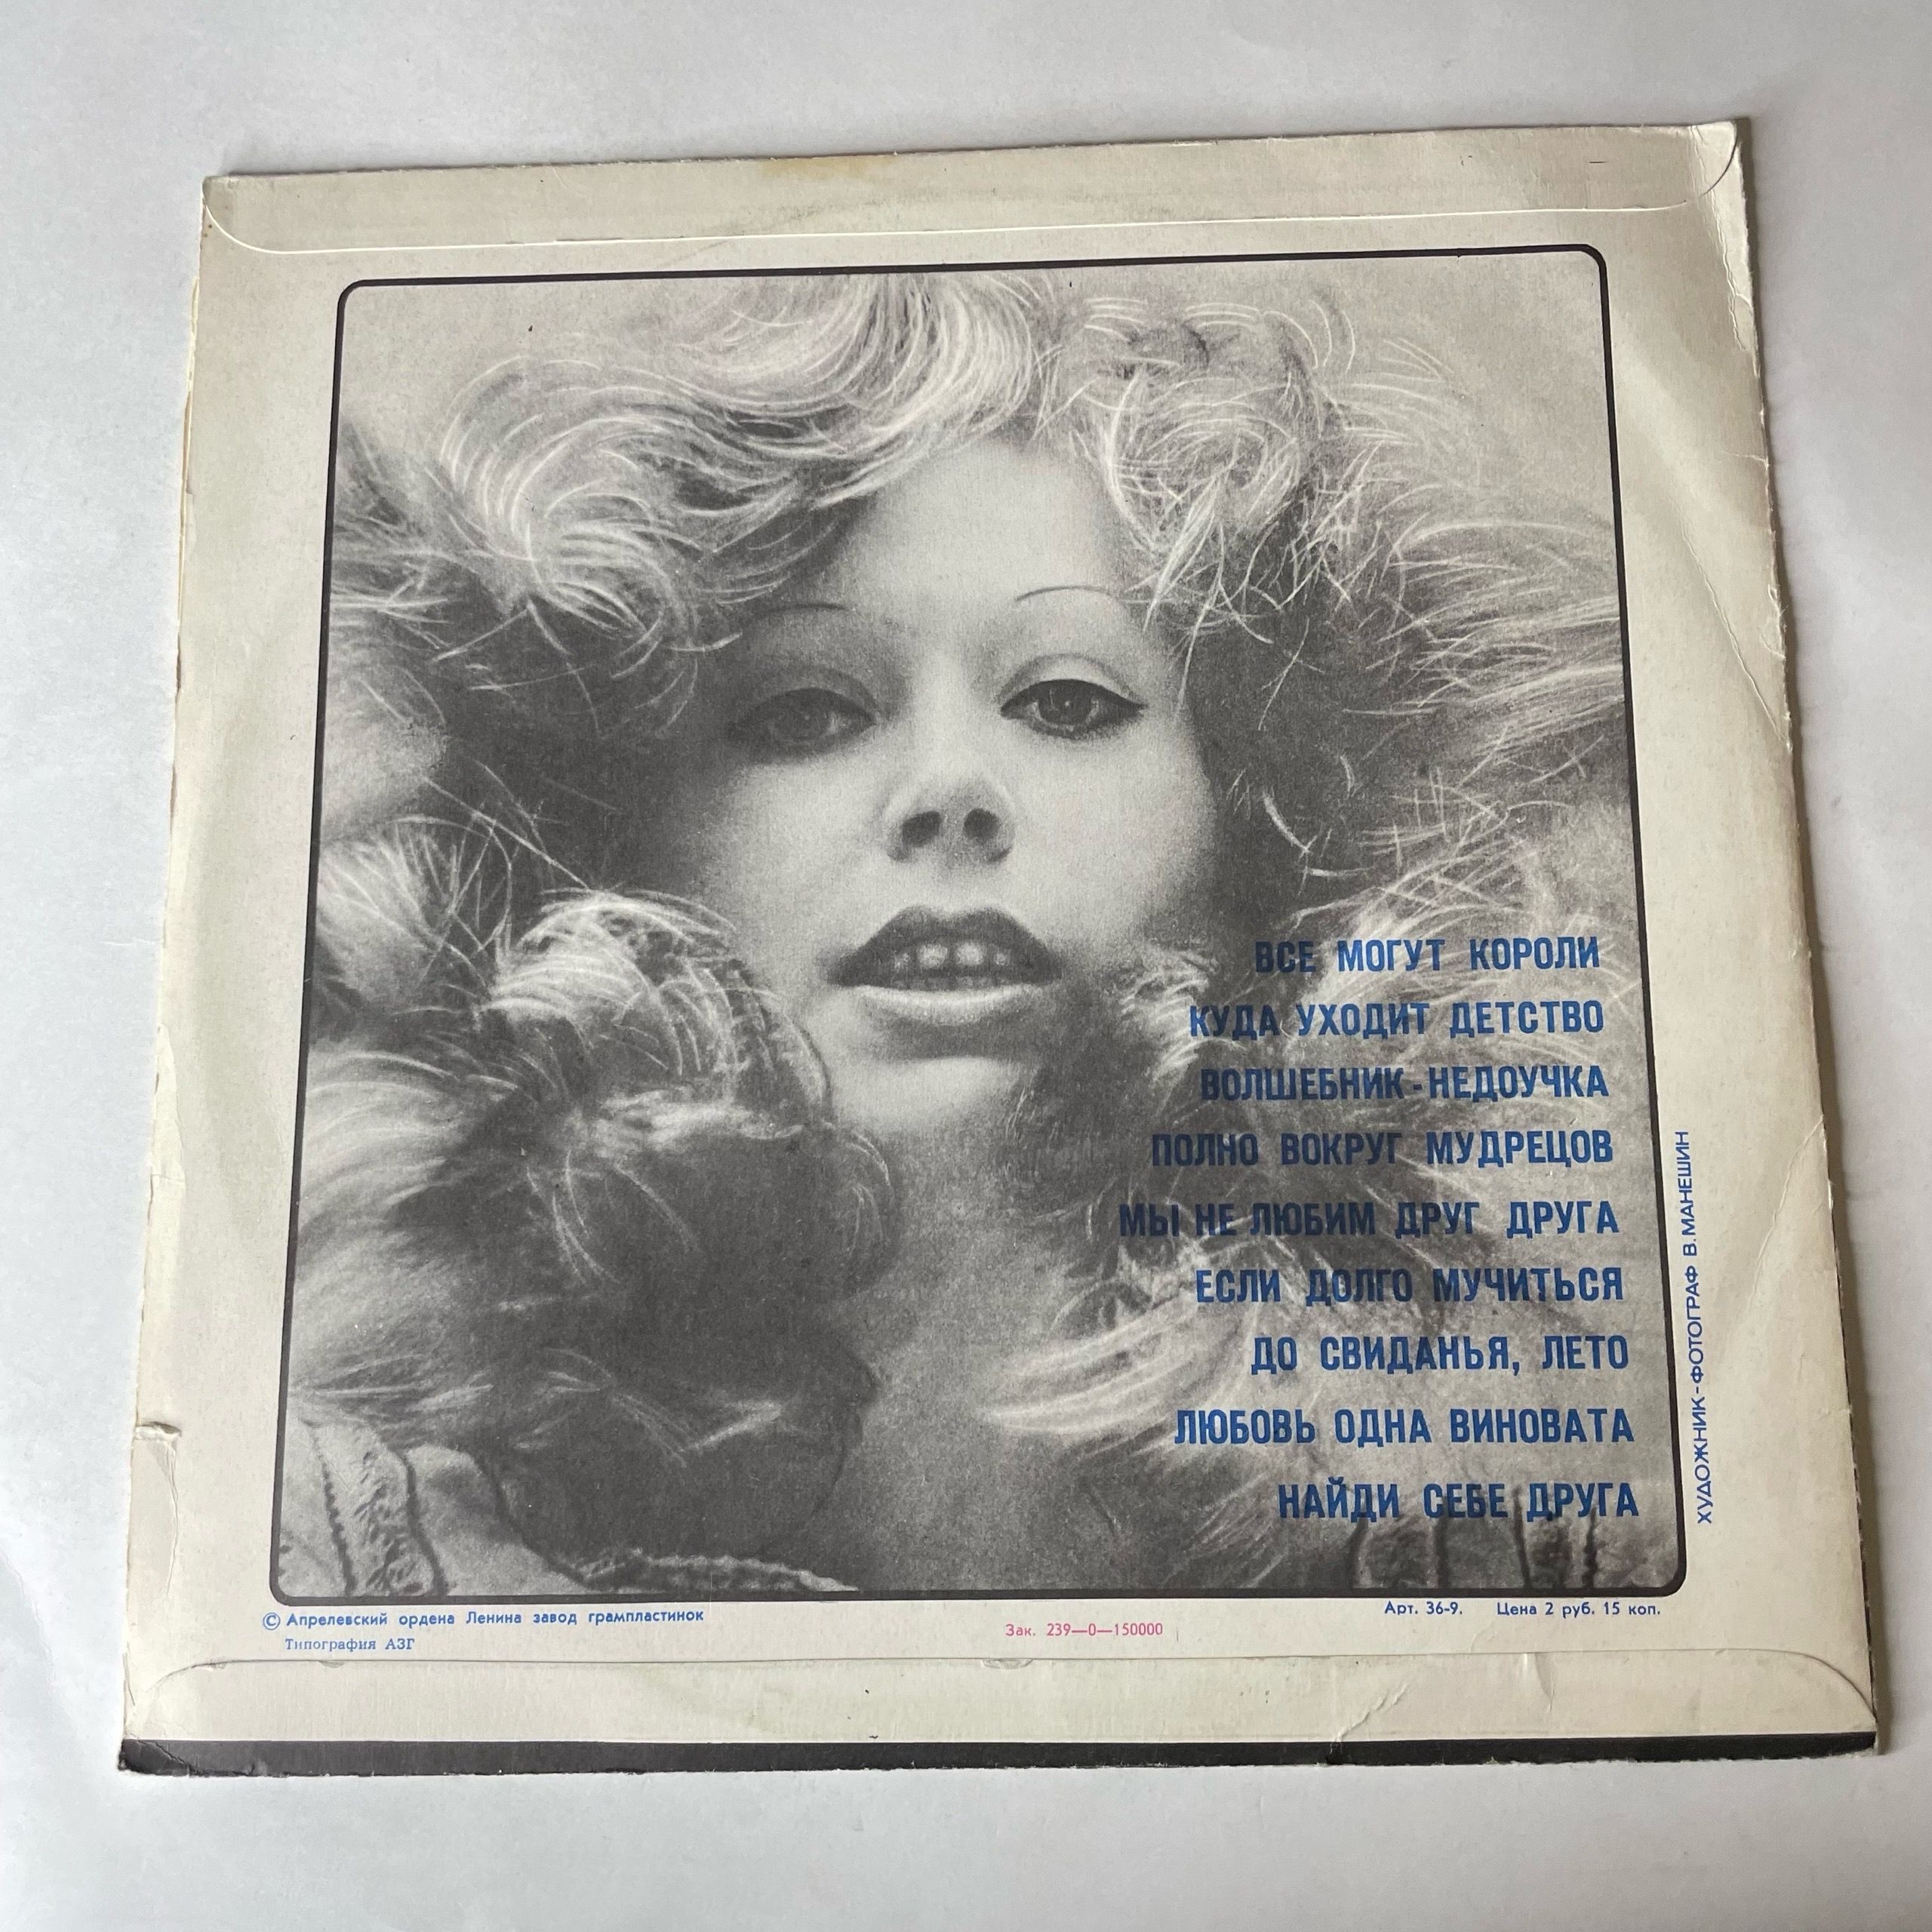 ВСЕ МОГУТ КОРОЛИ
КУДА УХОДИТ ДЕТСТВО
ВОЛШЕБНИК-НЕДОУЧКА
ПОЛНО ВОКРУГ МУДРЕЦОВ
МЫ НЕ ЛЮБИМ ДРУГ ДРУГА
ЕСЛИ ДОЛГО МУЧИТЬСЯ
ДО СВИДАНЬЯ, ЛЕТО
ЛЮБОВЬ ОДНА ВИНОВАТА
НАЙДИ СЕБЕ ДРУГА
ХУДОЖНИК-ФОТОГРАФ В.МАНЕШИН
© Апрелевский ордена Ленина завод грампластинок
Типография АЗГ
Зак. 239—0—150000
Арт. 36-9. Цена 2 руб. 15 коп.